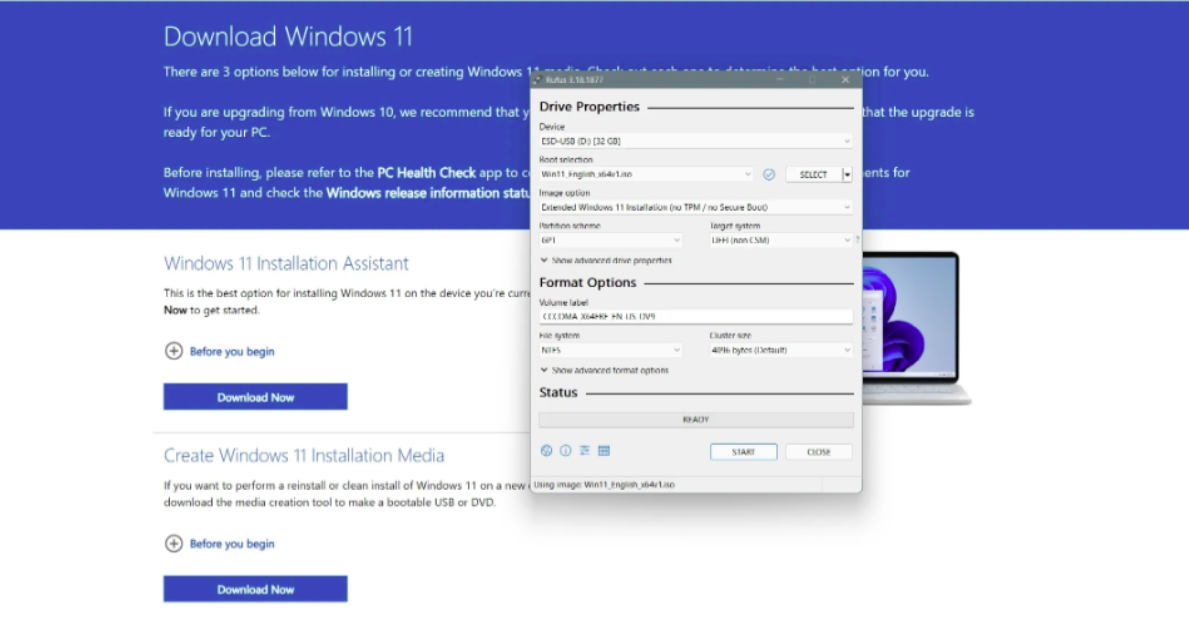 Download Windows 11
There are 3 options below for installing or creating Windows 11 media. Check out each one to determine the best option for you.
If you are upgrading from Windows 10, we recommend that y
that the upgrade is
ready for your PC.
Before installing, please refer to the PC Health Check app to c
ents for
Windows 11 and check the Windows release information statu
Windows 11 Installation Assistant
This is the best option for installing Windows 11 on the device you're curre
Now to get started.
Before you begin
Download Now
Create Windows 11 Installation Media
If you want to perform a reinstall or clean install of Windows 11 on a new
download the media creation tool to make a bootable USB or DVD.
Before you begin
Download Now
Rufus 3.18.1877
Drive Properties
Device
ESD-USB (D:) [32 GB]
Boot selection
Win11_English_x64v1.iso
SELECT
Image option
Extended Windows 11 Installation (no TPM / no Secure Boot)
Partition scheme
Target system
GPT
UEFI (non CSM)
?
Show advanced drive properties
Format Options
Volume label
CCCOMA_X64FRE_EN-US_DV9
File system
Cluster size
NTFS
4096 bytes (Default)
Show advanced format options
Status
READY
START
CLOSE
Using image: Win11_English_x64v1.iso